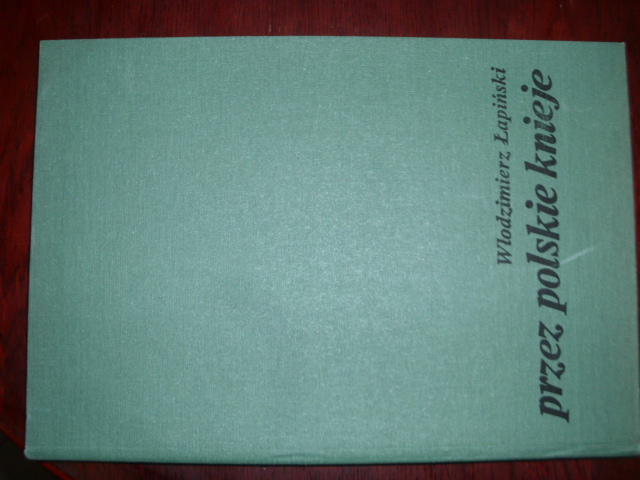 Włodzimierz Łapiński
przez polskie knieje